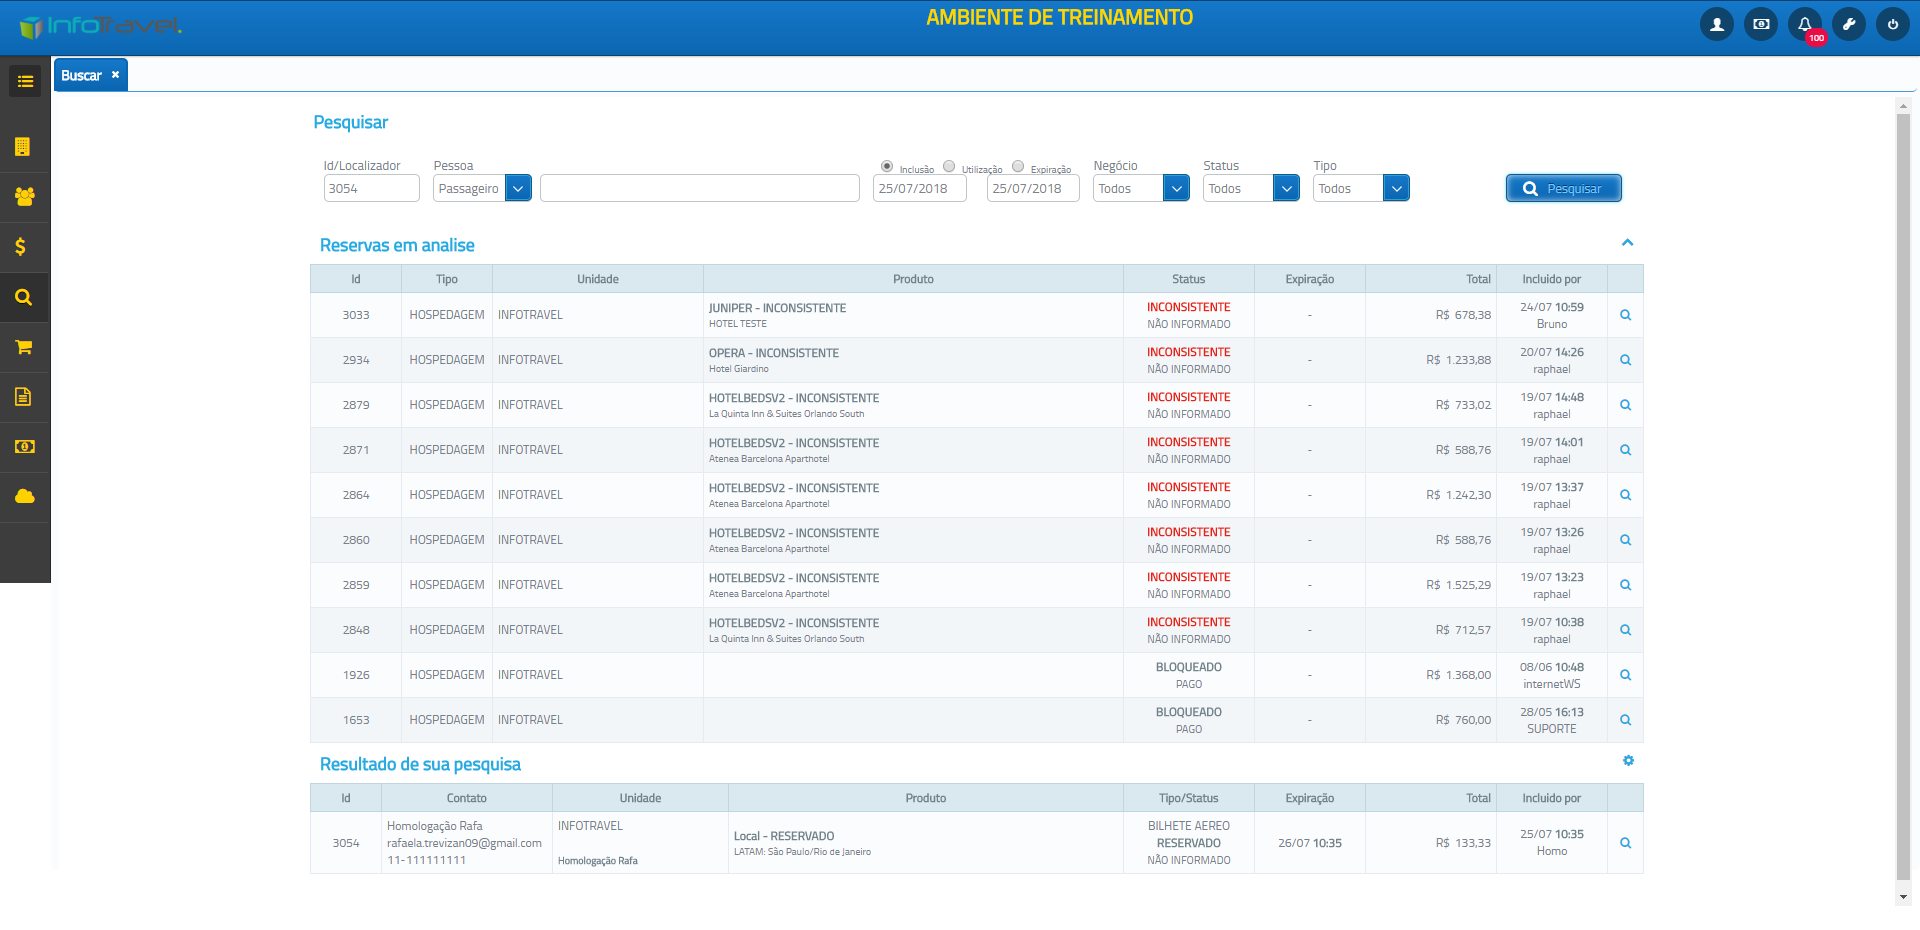 InfoTravel.
AMBIENTE DE TREINAMENTO
100
Buscar ×
Pesquisar
Id/Localizador Pessoa Inclusão Utilização Expiração Negócio Status Tipo
3054 Passageiro 25/07/2018 25/07/2018 Todos Todos Todos Pesquisar
Reservas em analise
Id Tipo Unidade Produto Status Expiração Total Incluido por
3033 HOSPEDAGEM INFOTRAVEL JUNIPER - INCONSISTENTE INCONSISTENTE - R$ 678,38 24/07 10:59
HOTEL TESTE NÃO INFORMADO Bruno
2934 HOSPEDAGEM INFOTRAVEL OPERA - INCONSISTENTE INCONSISTENTE - R$ 1.233,88 20/07 14:26
Hotel Giardino NÃO INFORMADO raphael
2879 HOSPEDAGEM INFOTRAVEL HOTELBEDSV2 - INCONSISTENTE INCONSISTENTE - R$ 733,02 19/07 14:48
La Quinta Inn & Suites Orlando South NÃO INFORMADO raphael
2871 HOSPEDAGEM INFOTRAVEL HOTELBEDSV2 - INCONSISTENTE INCONSISTENTE - R$ 588,76 19/07 14:01
Atenea Barcelona Aparthotel NÃO INFORMADO raphael
2864 HOSPEDAGEM INFOTRAVEL HOTELBEDSV2 - INCONSISTENTE INCONSISTENTE - R$ 1.242,30 19/07 13:37
Atenea Barcelona Aparthotel NÃO INFORMADO raphael
2860 HOSPEDAGEM INFOTRAVEL HOTELBEDSV2 - INCONSISTENTE INCONSISTENTE - R$ 588,76 19/07 13:26
Atenea Barcelona Aparthotel NÃO INFORMADO raphael
2859 HOSPEDAGEM INFOTRAVEL HOTELBEDSV2 - INCONSISTENTE INCONSISTENTE - R$ 1.525,29 19/07 13:23
Atenea Barcelona Aparthotel NÃO INFORMADO raphael
2848 HOSPEDAGEM INFOTRAVEL HOTELBEDSV2 - INCONSISTENTE INCONSISTENTE - R$ 712,57 19/07 10:38
La Quinta Inn & Suites Orlando South NÃO INFORMADO raphael
1926 HOSPEDAGEM INFOTRAVEL BLOQUEADO - R$ 1.368,00 08/06 10:48
PAGO internetWS
1653 HOSPEDAGEM INFOTRAVEL BLOQUEADO - R$ 760,00 28/05 16:13
PAGO SUPORTE
Resultado de sua pesquisa
Id Contato Unidade Produto Tipo/Status Expiração Total Incluido por
Homologação Rafa INFOTRAVEL Local - RESERVADO BILHETE AEREO 25/07 10:35
3054 rafaela.trevizan09@gmail.com RESERVADO 26/07 10:35 R$ 133,33
11-111111111 Homologação Rafa LATAM: São Paulo/Rio de Janeiro NÃO INFORMADO Homo